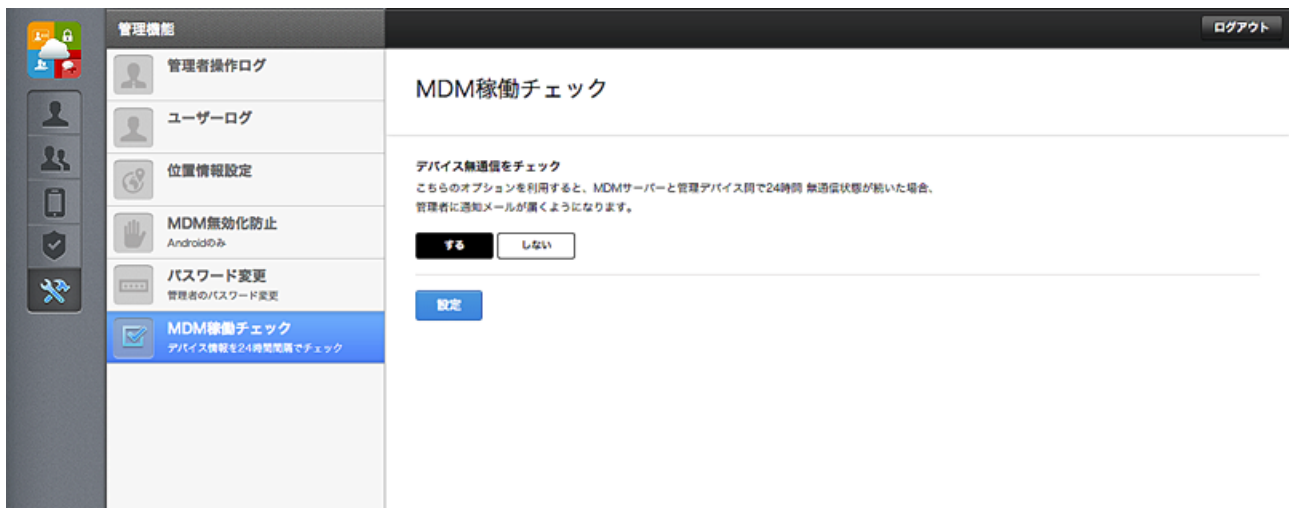 管理機能
ログアウト
管理者操作ログ
ユーザーログ
位置情報設定
MDM無効化防止
Androidのみ
パスワード変更
管理者のパスワード変更
MDM稼働チェック
デバイス情報を24時間間隔でチェック
MDM稼働チェック
デバイス無通信をチェック
こちらのオプションを利用すると、MDMサーバーと管理デバイス間で24時間 無通信状態が続いた場合、
管理者に通知メールが届くようになります。
する しない
設定